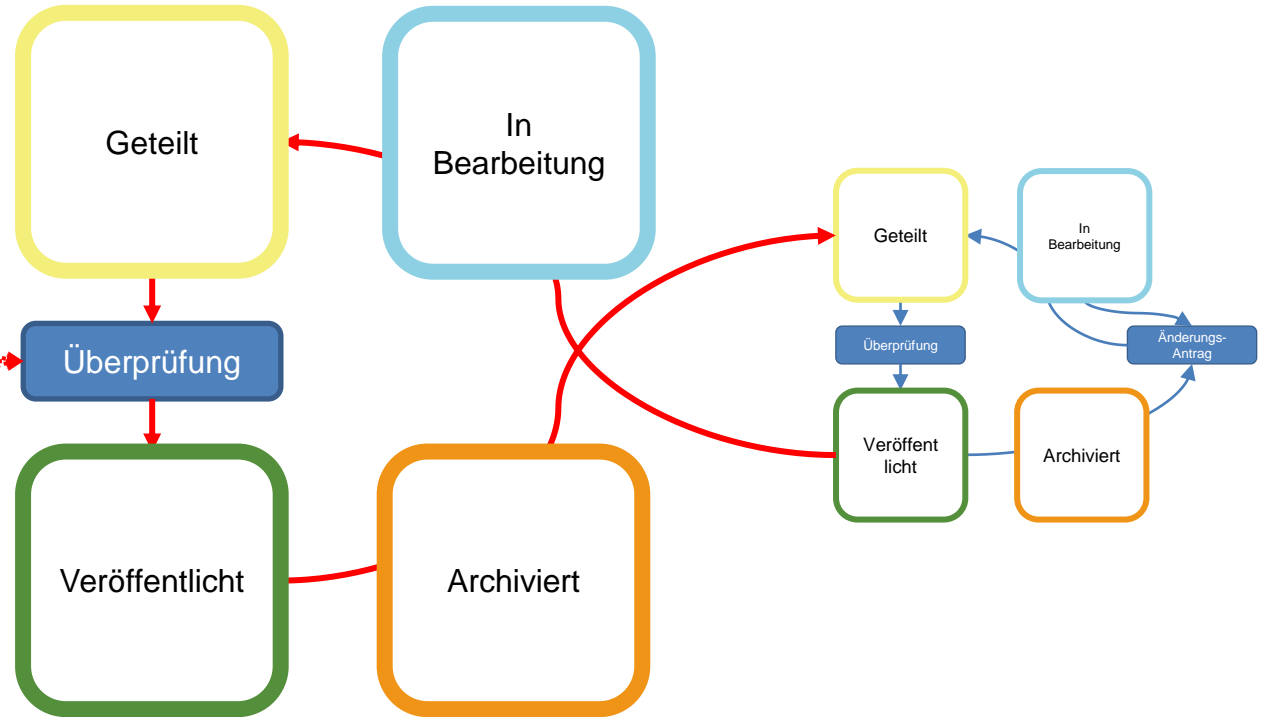 Geteilt
In
Bearbeitung
Überprüfung
Veröffentlicht
Archiviert
Geteilt
In
Bearbeitung
Überprüfung
Änderungs-
Antrag
Veröffent
licht
Archiviert